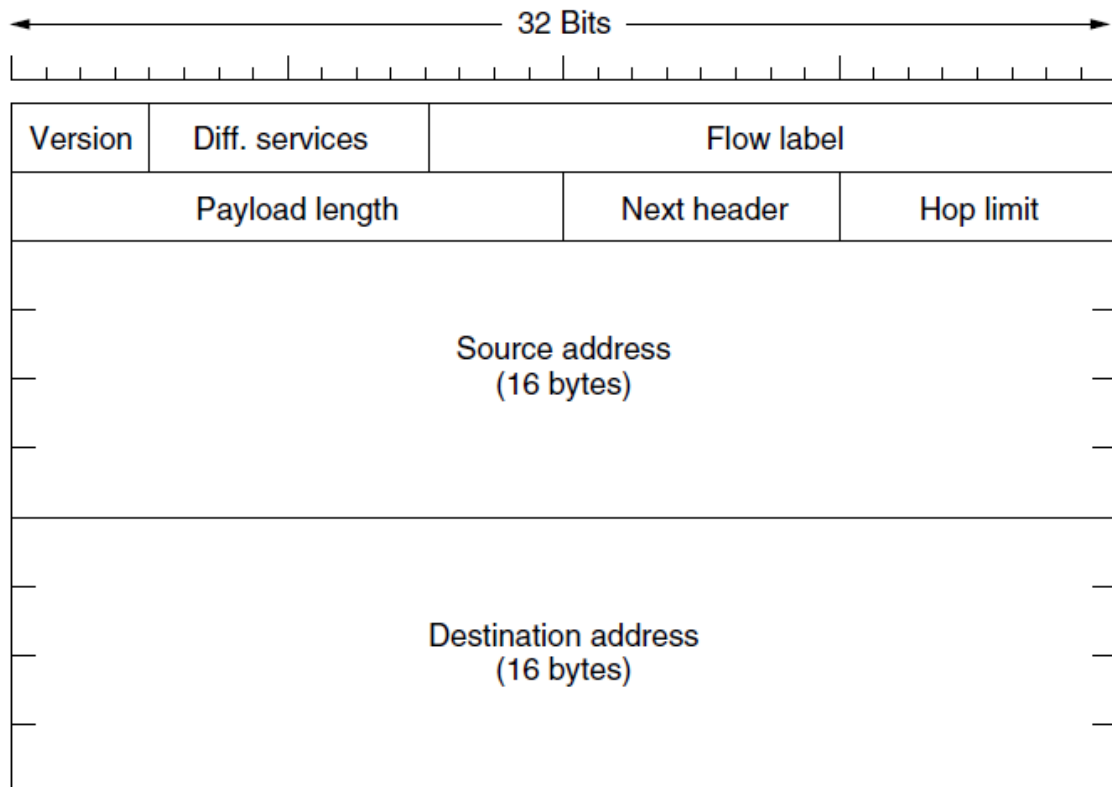 32 Bits
Version Diff. services Flow label
Payload length Next header Hop limit
Source address
(16 bytes)
Destination address
(16 bytes)